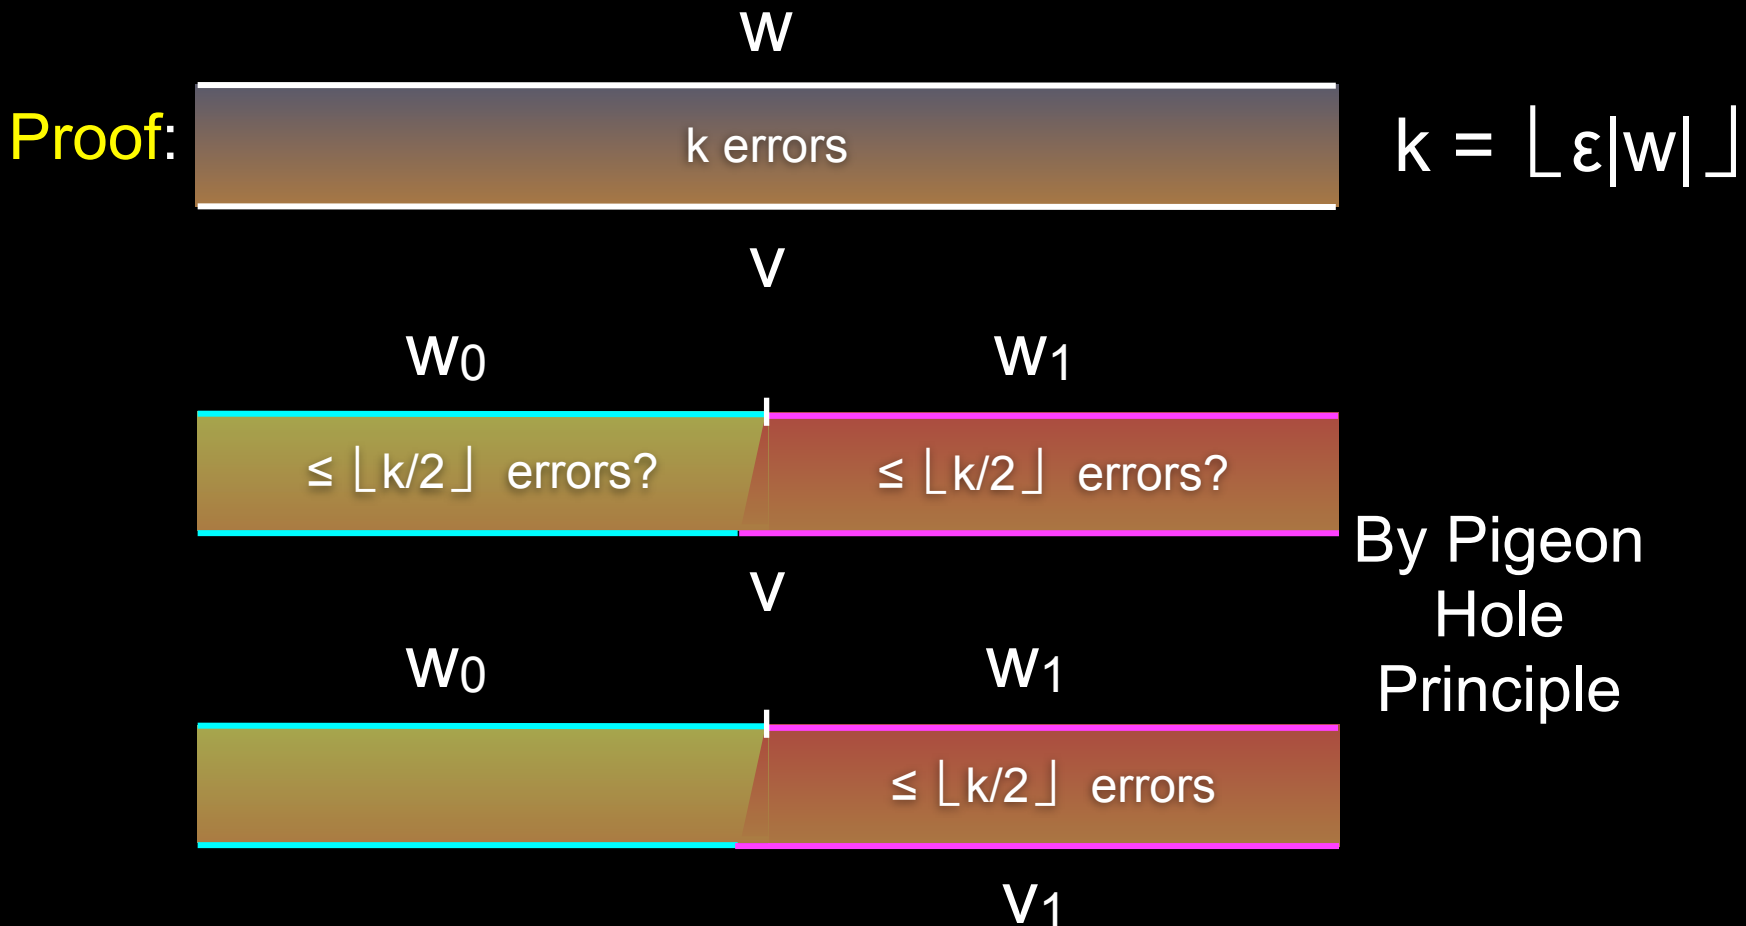 w
Proof:
k errors
k = ⌊ε|w|⌋
v
w₀ w₁
≤ ⌊k/2⌋ errors? ≤ ⌊k/2⌋ errors?
By Pigeon
Hole
Principle
v
w₀ w₁
≤ ⌊k/2⌋ errors
v₁